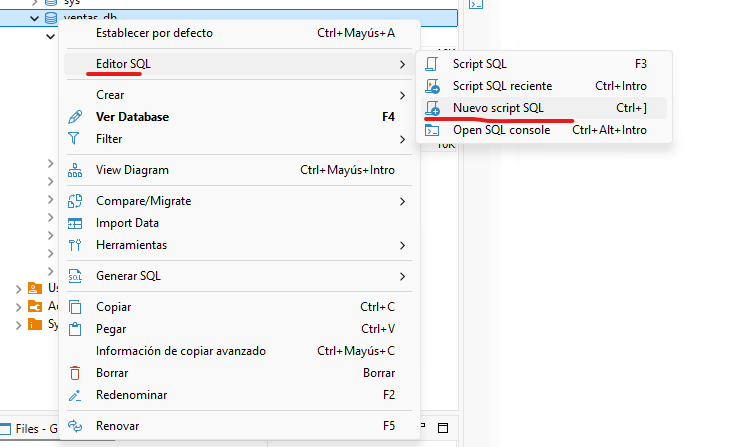 sys
ventas_db
Establecer por defecto Ctrl+Mayús+A
Editor SQL
Script SQL F3
Script SQL reciente Ctrl+Intro
Nuevo script SQL Ctrl+]
Open SQL console Ctrl+Alt+Intro
Crear
Ver Database F4
Filter
10K
View Diagram Ctrl+Mayús+Intro
Compare/Migrate
Import Data
Herramientas
Generar SQL
Us
Ad
Sy
Copiar Ctrl+C
Pegar Ctrl+V
Información de copiar avanzado Ctrl+Mayús+C
Borrar Borrar
Redenominar F2
Renovar F5
Files - G